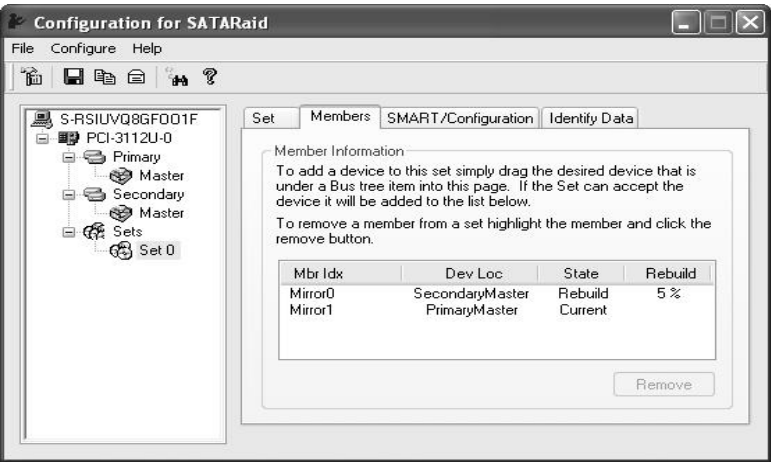 Configuration for SATARaid
File Configure Help
S-RSIUVQ8GFOO1F
PCI-3112U-0
Primary
Master
Secondary
Master
Sets
Set 0
Set Members SMART/Configuration Identify Data
Member Information
To add a device to this set simply drag the desired device that is
under a Bus tree item into this page. If the Set can accept the
device it will be added to the list below.
To remove a member from a set highlight the member and click the
remove button.
Mbr Idx Dev Loc State Rebuild
Mirror0 SecondaryMaster Rebuild 5 %
Mirror1 PrimaryMaster Current
Remove